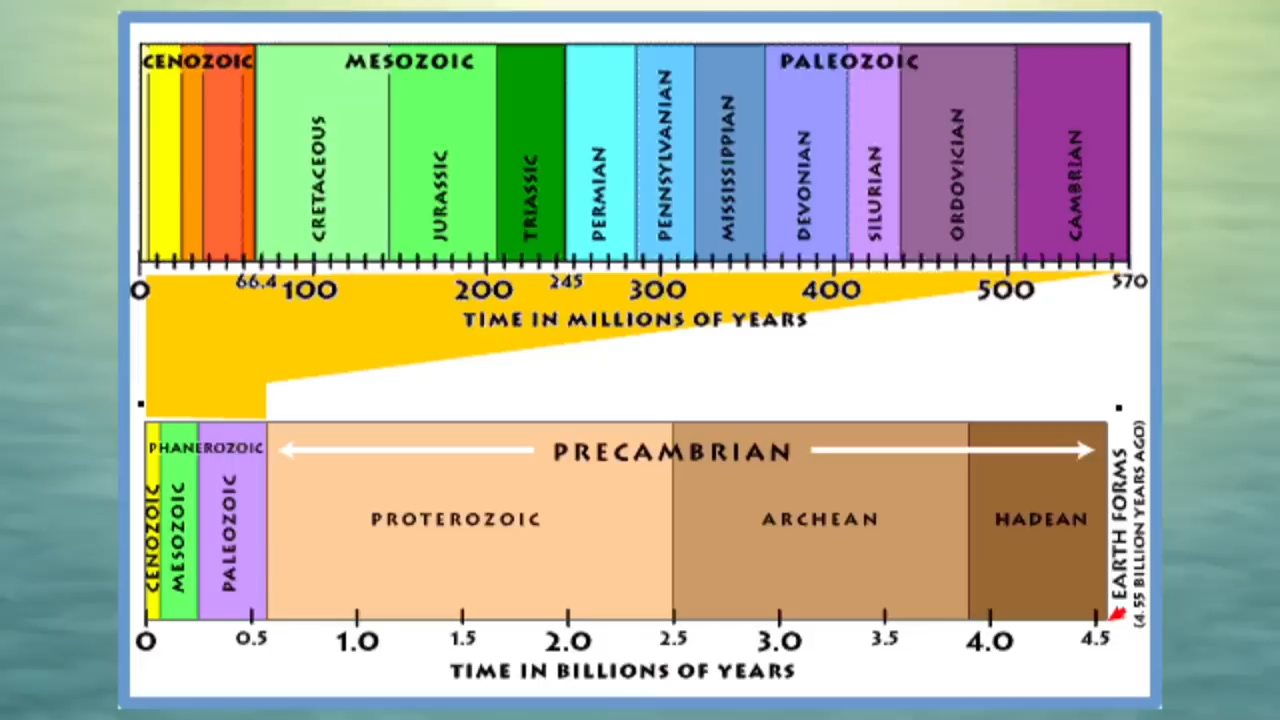 CENOZOIC MESOZOIC PALEOZOIC
CRETACEOUS
JURASSIC
TRIASSIC
PERMIAN
PENNSYLVANIAN
MISSISSIPPIAN
DEVONIAN
SILURIAN
ORDOVICIAN
CAMBRIAN
0 66.4 100 200 245 300 400 500 570
TIME IN MILLIONS OF YEARS
PHANEROZOIC PRECAMBRIAN
CENOZOIC
MESOZOIC
PALEOZOIC
PROTEROZOIC ARCHEAN HADEAN
EARTH FORMS
(4.55 BILLION YEARS AGO)
0 0.5 1.0 1.5 2.0 2.5 3.0 3.5 4.0 4.5
TIME IN BILLIONS OF YEARS